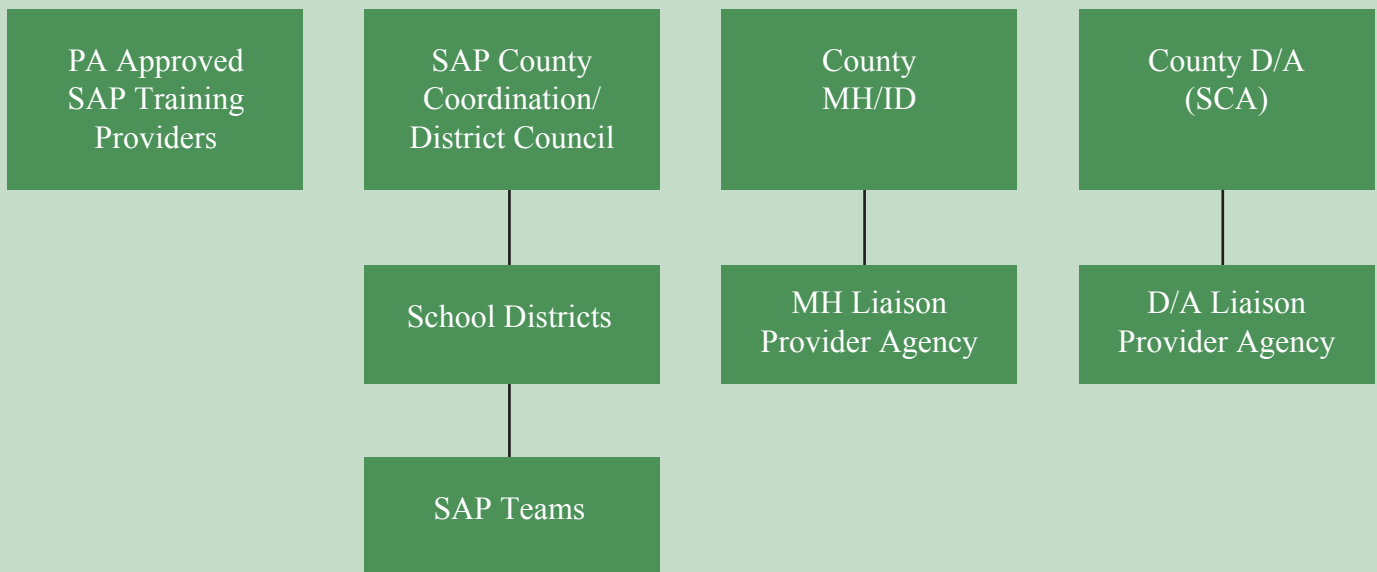 PA Approved
SAP Training
Providers
SAP County
Coordination/
District Council
County
MH/ID
County D/A
(SCA)
School Districts
MH Liaison
Provider Agency
D/A Liaison
Provider Agency
SAP Teams